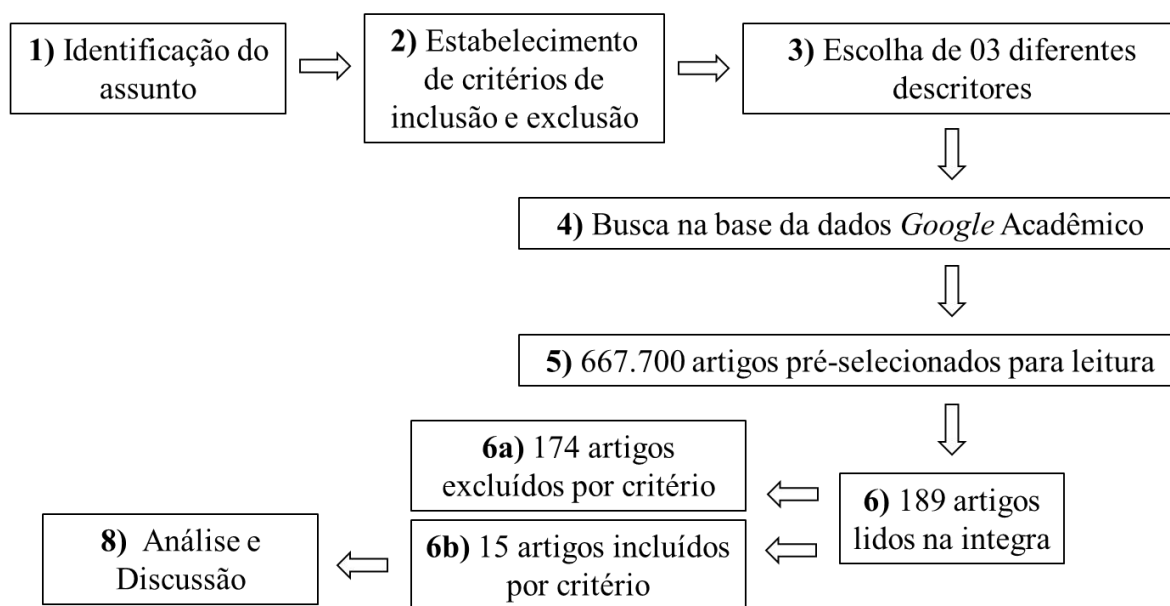 1) Identificação do
assunto
2) Estabelecimento
de critérios de
inclusão e exclusão
3) Escolha de 03 diferentes
descritores
4) Busca na base da dados Google Acadêmico
5) 667.700 artigos pré-selecionados para leitura
6) 189 artigos
lidos na integra
6a) 174 artigos
excluídos por critério
6b) 15 artigos incluídos
por critério
8) Análise e
Discussão